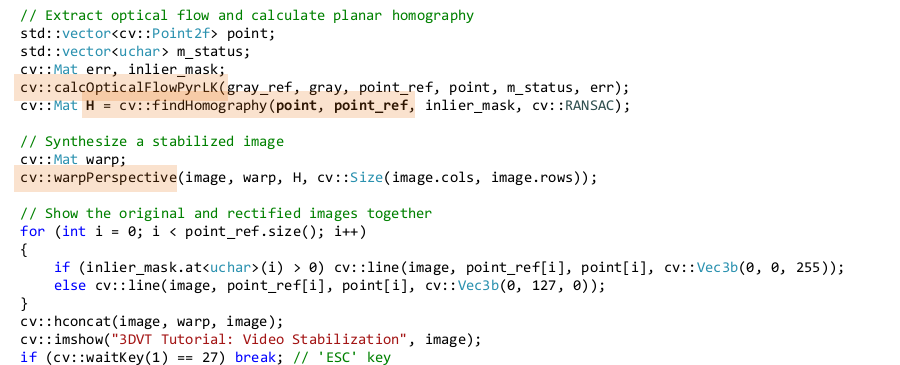 // Extract optical flow and calculate planar homography
std::vector<cv::Point2f> point;
std::vector<uchar> m_status;
cv::Mat err, inlier_mask;
cv::calcOpticalFlowPyrLK(gray_ref, gray, point_ref, point, m_status, err);
cv::Mat H = cv::findHomography(point, point_ref, inlier_mask, cv::RANSAC);

// Synthesize a stabilized image
cv::Mat warp;
cv::warpPerspective(image, warp, H, cv::Size(image.cols, image.rows));

// Show the original and rectified images together
for (int i = 0; i < point_ref.size(); i++)
{
    if (inlier_mask.at<uchar>(i) > 0) cv::line(image, point_ref[i], point[i], cv::Vec3b(0, 0, 255));
    else cv::line(image, point_ref[i], point[i], cv::Vec3b(0, 127, 0));
}
cv::hconcat(image, warp, image);
cv::imshow("3DVT Tutorial: Video Stabilization", image);
if (cv::waitKey(1) == 27) break; // 'ESC' key